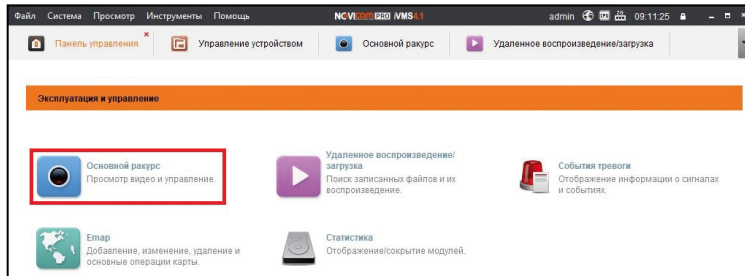 Файл Система Просмотр Инструменты Помощь NOVICOM PRO iVMS4.1 admin 09:11:25
Панель управления Управление устройством Основной ракурс Удаленное воспроизведение/загрузка
Эксплуатация и управление
Основной ракурс
Просмотр видео и управление.
Удаленное воспроизведение/
загрузка
Поиск записанных файлов и их
воспроизведение.
События тревоги
Отображение информации о сигналах
и событиях.
Emap
Добавление, изменение, удаление и
основные операции карты.
Статистика
Отображение/сокрытие модулей.